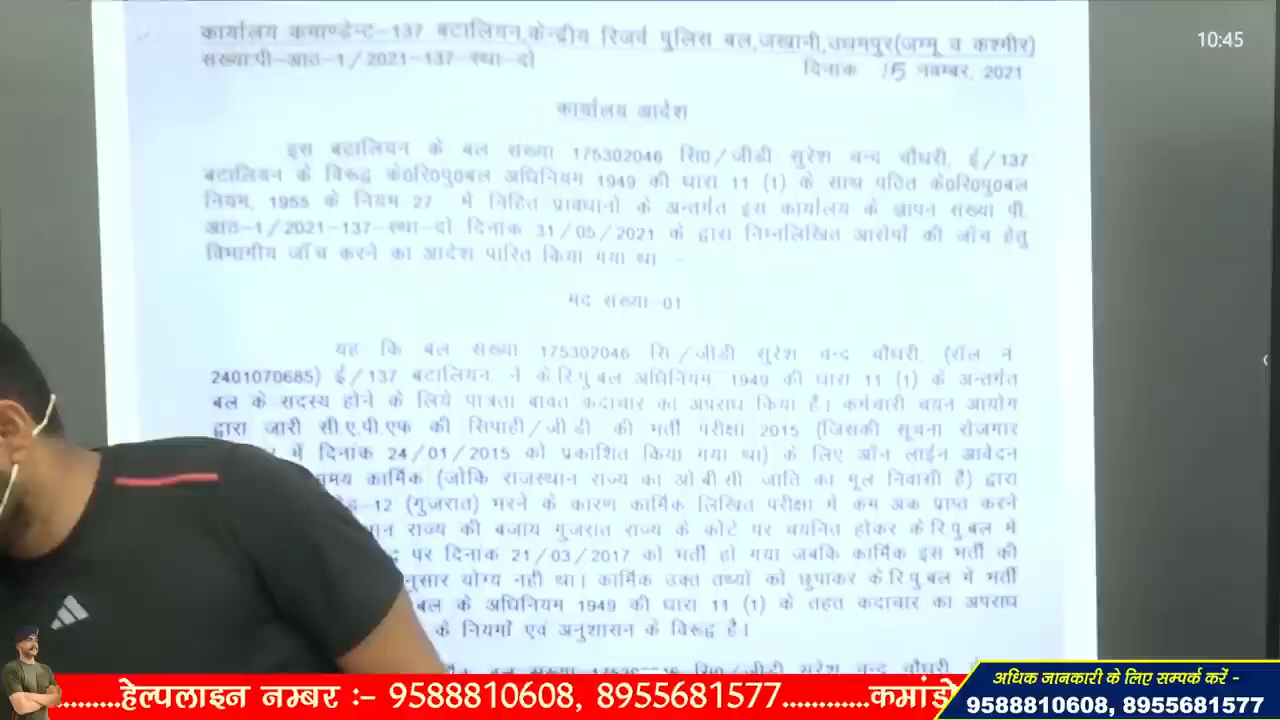 कार्यालय कमाण्डेन्ट-137 बटालियन,केन्द्रीय रिजर्व पुलिस बल,जखानी,उधमपुर(जम्मू व कश्मीर)
संख्या:पी-आठ-1/2021-137-स्था-दो
दिनांक 15 नवम्बर, 2021
10:45
कार्यालय आदेश
इस बटालियन के बल संख्या 175302046 सि0/जीडी सुरेश चन्द चौधरी, ई/137
बटालियन के विरूद्ध के0रि0पु0बल अधिनियम 1949 की धारा 11 (1) के साथ पठित के0रि0पु0बल
नियम, 1955 के नियम 27 में निहित प्रावधानों के अन्तर्गत इस कार्यालय के ज्ञापन संख्या पी.
आठ-1/2021-137-स्था-दो दिनांक 31/05/2021 के द्वारा निम्नलिखित आरोपों की जाँच हेतु
विभागीय जाँच करने का आदेश पारित किया गया था :-
मद संख्या-01
यह कि बल संख्या 175302046 सि/जीडी सुरेश चन्द चौधरी, (रॉल नं.
2401070685) ई/137 बटालियन, ने के.रि.पु.बल अधिनियम, 1949 की धारा 11 (1) के अन्तर्गत
बल के सदस्य होने के लिये पात्रता बावत कदाचार का अपराध किया है। कर्मचारी चयन आयोग
द्वारा जारी सी.ए.पी.एफ की सिपाही/जी.डी. की भर्ती परीक्षा 2015 (जिसकी सूचना रोजगार
में दिनांक 24/01/2015 को प्रकाशित किया गया था) के लिए ऑन लाईन आवेदन
समय कार्मिक (जोकि राजस्थान राज्य का ओ.बी.सी. जाति का मूल निवासी है) द्वारा
-12 (गुजरात) भरने के कारण कार्मिक लिखित परीक्षा में कम अंक प्राप्त करने
राज्य की बजाय गुजरात राज्य के कोटे पर चयनित होकर के.रि.पु.बल में
पर दिनांक 21/03/2017 को भर्ती हो गया जबकि कार्मिक इस भर्ती की
नुसार योग्य नही था। कार्मिक उक्त तथ्यों को छुपाकर के.रि.पु.बल में भर्ती
बल के अधिनियम 1949 की धारा 11 (1) के तहत कदाचार का अपराध
के नियमों एवं अनुशासन के विरूद्ध है।
बल संख्या सि0/जीडी सुरेश चन्द चौधरी,
.........हेल्पलाइन नम्बर :- 9588810608, 8955681577............कमांडो
अधिक जानकारी के लिए सम्पर्क करें -
9588810608, 8955681577